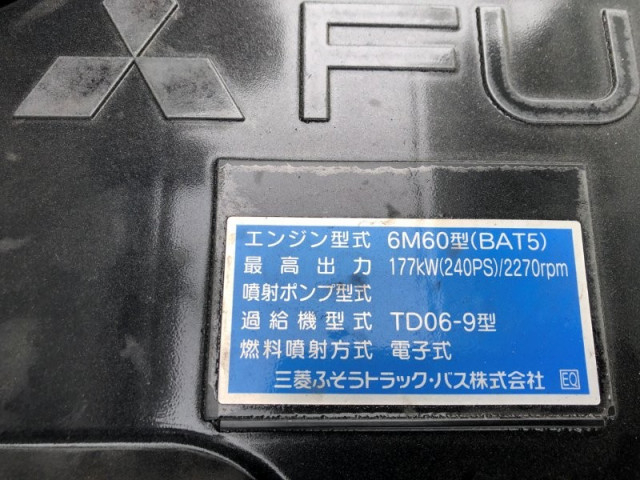 FU
エンジン型式 6M60型(BAT5)
最高出力 177kW(240PS)/2270rpm
噴射ポンプ型式
過給機型式 TD06-9型
燃料噴射方式 電子式
三菱ふそうトラック・バス株式会社 EQ